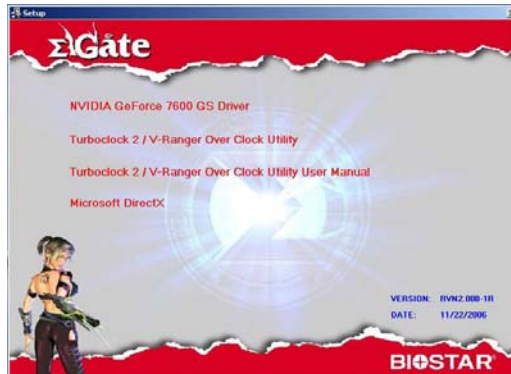 Setup
ΣGate
NVIDIA GeForce 7600 GS Driver
Turboclock 2 / V-Ranger Over Clock Utility
Turboclock 2 / V-Ranger Over Clock Utility User Manual
Microsoft DirectX
VERSION: RVN2.00B-1R
DATE: 11/22/2006
BIOSTAR